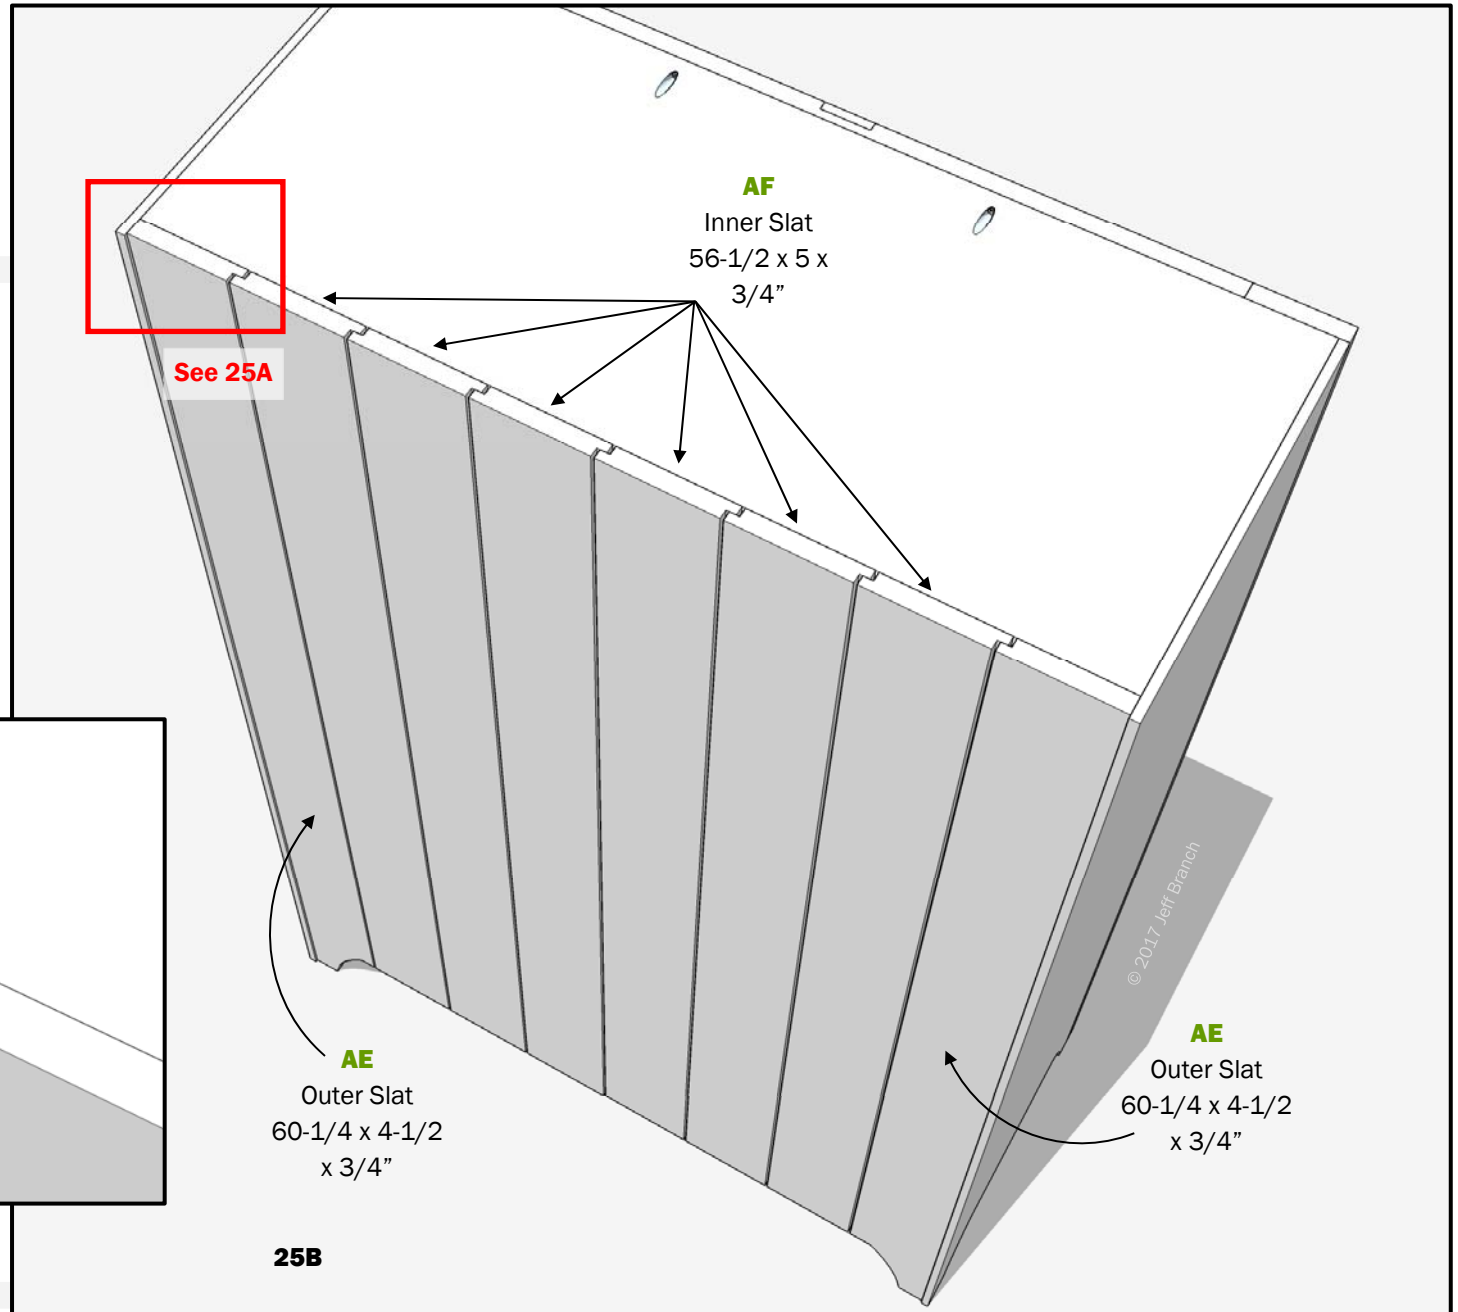 AF
Inner Slat
56-1/2 x 5 x
3/4”
See 25A
© 2017 Jeff Branch
AE
Outer Slat
60-1/4 x 4-1/2
x 3/4”
AE
Outer Slat
60-1/4 x 4-1/2
x 3/4”
25B